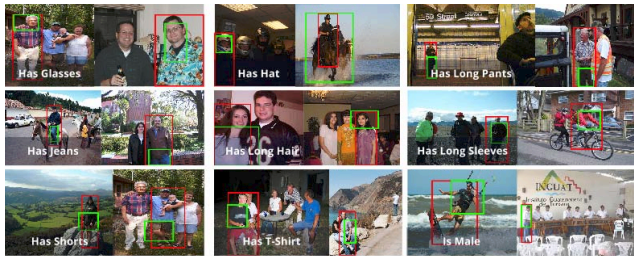 50 Street
Has Glasses
Has Hat
Has Long Pants
Has Jeans
Has Long Hair
Has Long Sleeves
INGUAT
Has Shorts
Has T-Shirt
Is Male